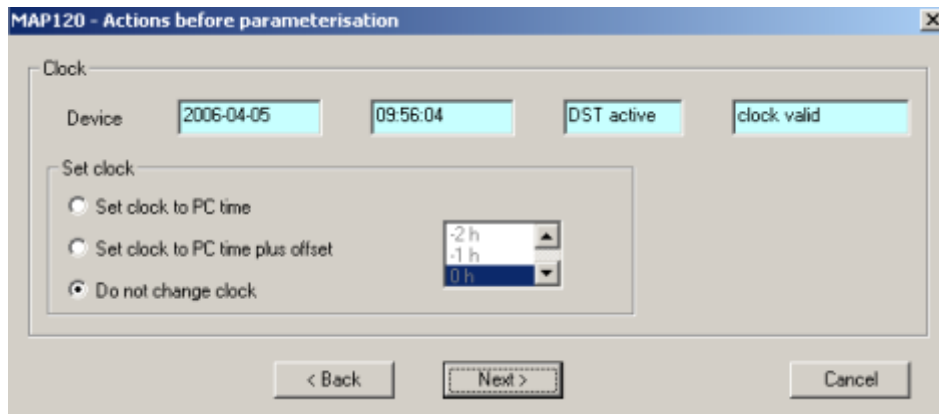 MAP120 - Actions before parameterisation
Clock
Device 2006-04-05 09:56:04 DST active clock valid
Set clock
Set clock to PC time
Set clock to PC time plus offset
-2 h
-1 h
0 h
Do not change clock
< Back Next > Cancel